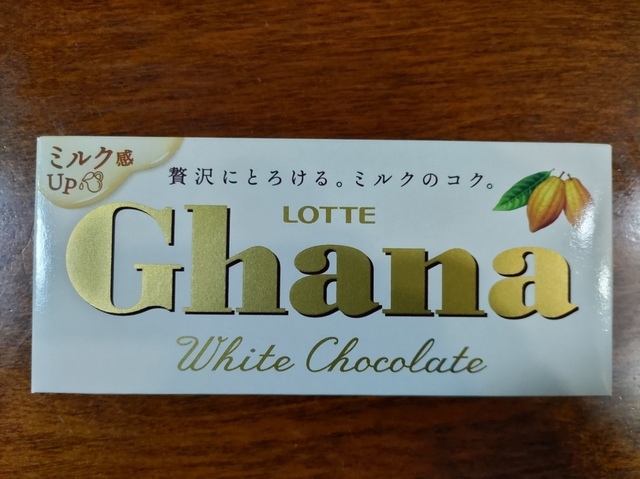 ミルク感
UP
贅沢にとろける。ミルクのコク。
LOTTE
Ghana
White Chocolate